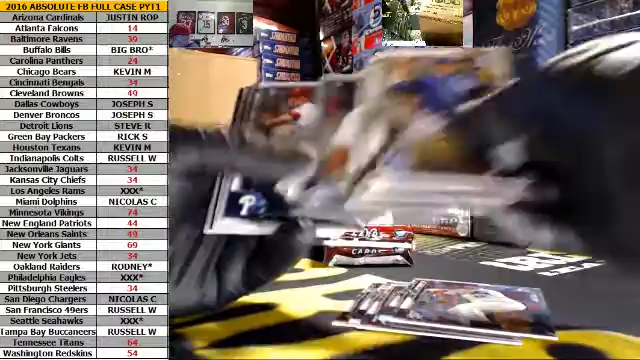 2016 ABSOLUTE FB FULL CASE PYT1
Arizona Cardinals JUSTIN ROP
Atlanta Falcons 14
Baltimore Ravens 39
Buffalo Bills BIG BRO*
Carolina Panthers 24
Chicago Bears KEVIN M
Cincinnati Bengals 34
Cleveland Browns 49
Dallas Cowboys JOSEPH S
Denver Broncos JOSEPH S
Detroit Lions STEVE R
Green Bay Packers RICK S
Houston Texans KEVIN M
Indianapolis Colts RUSSELL W
Jacksonville Jaguars 34
Kansas City Chiefs 34
Los Angeles Rams XXX*
Miami Dolphins NICOLAS C
Minnesota Vikings 74
New England Patriots 44
New Orleans Saints 49
New York Giants 69
New York Jets 34
Oakland Raiders RODNEY*
Philadelphia Eagles XXX*
Pittsburgh Steelers 34
San Diego Chargers NICOLAS C
San Francisco 49ers RUSSELL W
Seattle Seahawks XXX*
Tampa Bay Buccaneers RUSSELL W
Tennessee Titans 64
Washington Redskins 54
CARDS